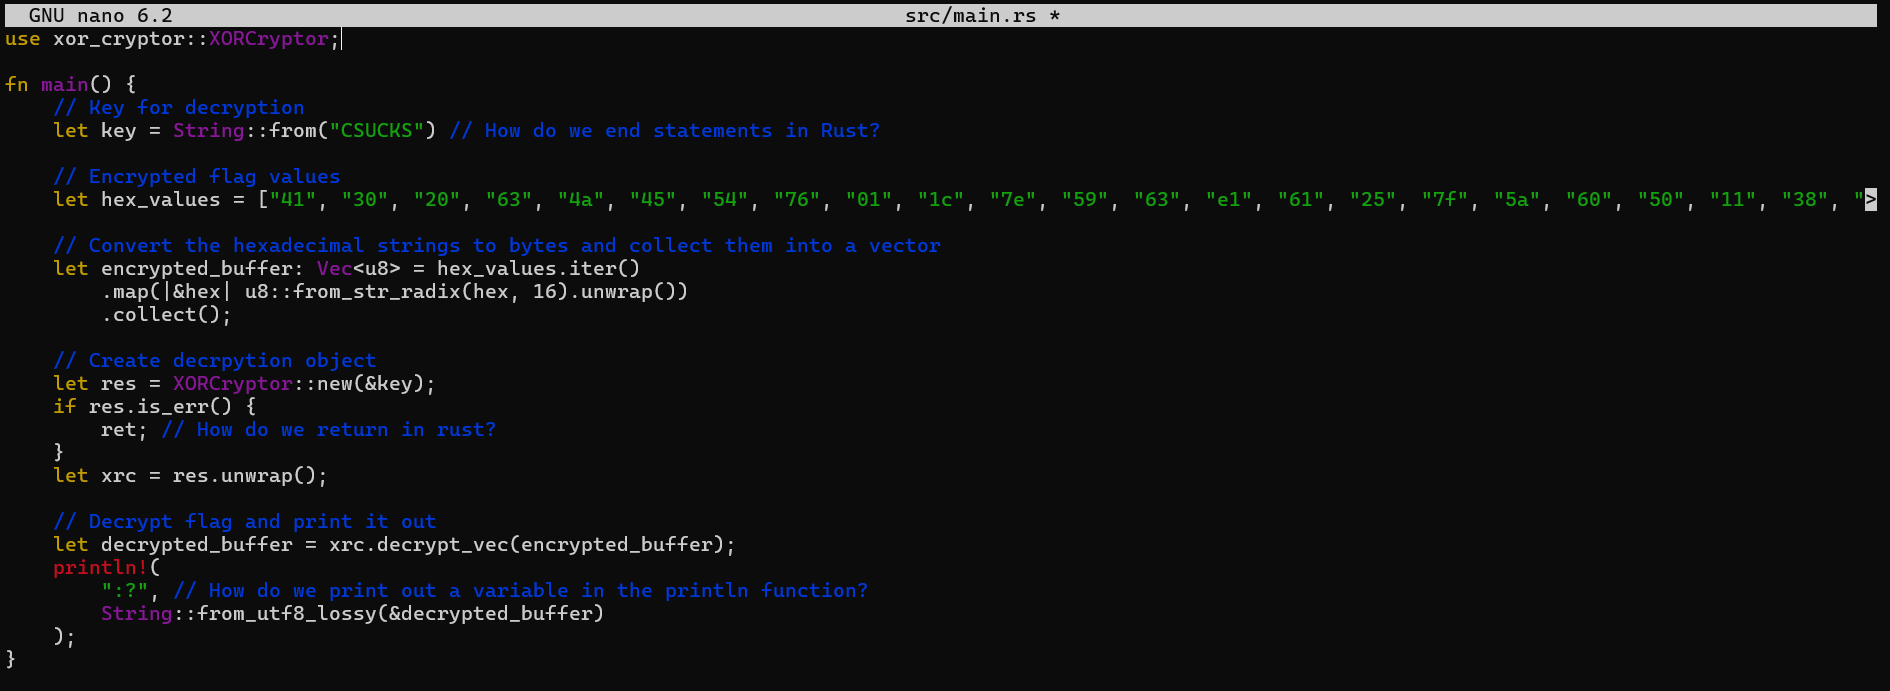 GNU nano 6.2 src/main.rs *
use xor_cryptor::XORCryptor;
fn main() {
    // Key for decryption
    let key = String::from("CSUCKS") // How do we end statements in Rust?
    // Encrypted flag values
    let hex_values = ["41", "30", "20", "63", "4a", "45", "54", "76", "01", "1c", "7e", "59", "63", "e1", "61", "25", "7f", "5a", "60", "50", "11", "38", ">
    // Convert the hexadecimal strings to bytes and collect them into a vector
    let encrypted_buffer: Vec<u8> = hex_values.iter()
        .map(|&hex| u8::from_str_radix(hex, 16).unwrap())
        .collect();
    // Create decrpytion object
    let res = XORCryptor::new(&key);
    if res.is_err() {
        ret; // How do we return in rust?
    }
    let xrc = res.unwrap();
    // Decrypt flag and print it out
    let decrypted_buffer = xrc.decrypt_vec(encrypted_buffer);
    println!(
        ":?", // How do we print out a variable in the println function?
        String::from_utf8_lossy(&decrypted_buffer)
    );
}